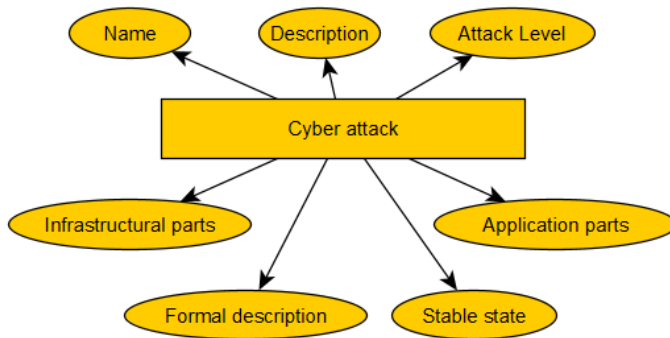 Name
Description
Attack Level
Cyber attack
Infrastructural parts
Application parts
Formal description
Stable state